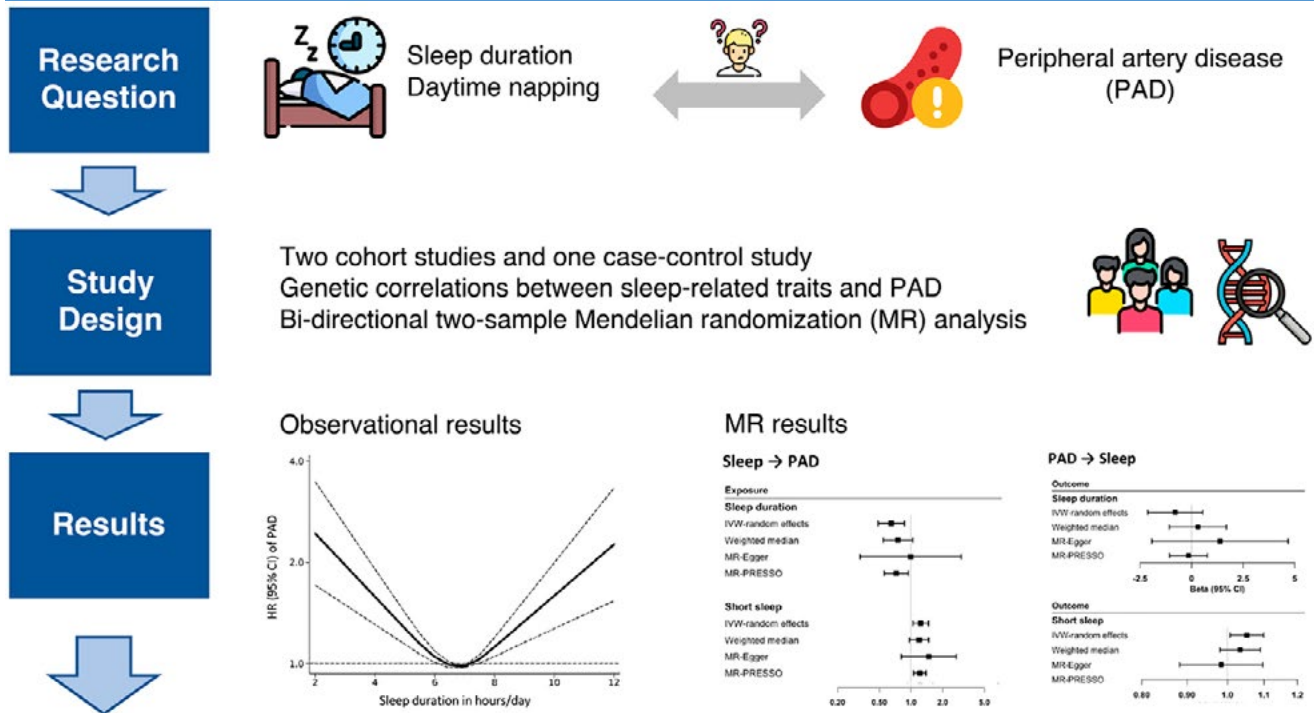 Research
Question
Z
z
Sleep duration
Daytime napping
? ?
!
Peripheral artery disease
(PAD)
Study
Design
Two cohort studies and one case-control study
Genetic correlations between sleep-related traits and PAD
Bi-directional two-sample Mendelian randomization (MR) analysis
Results
Observational results
4.0
2.0
1.0
HR (95% CI) of PAD
2 4 6 8 10 12
Sleep duration in hours/day
MR results
Sleep → PAD
Exposure
Sleep duration
IVW-random effects
Weighted median
MR-Egger
MR-PRESSO
Short sleep
IVW-random effects
Weighted median
MR-Egger
MR-PRESSO
0.20 0.50 1.0 2.0 5.0
PAD → Sleep
Outcome
Sleep duration
IVW-random effects
Weighted median
MR-Egger
MR-PRESSO
-2.5 0 2.5 5
Beta (95% CI)
Outcome
Short sleep
IVW-random effects
Weighted median
MR-Egger
MR-PRESSO
0.80 0.90 1.0 1.1 1.2